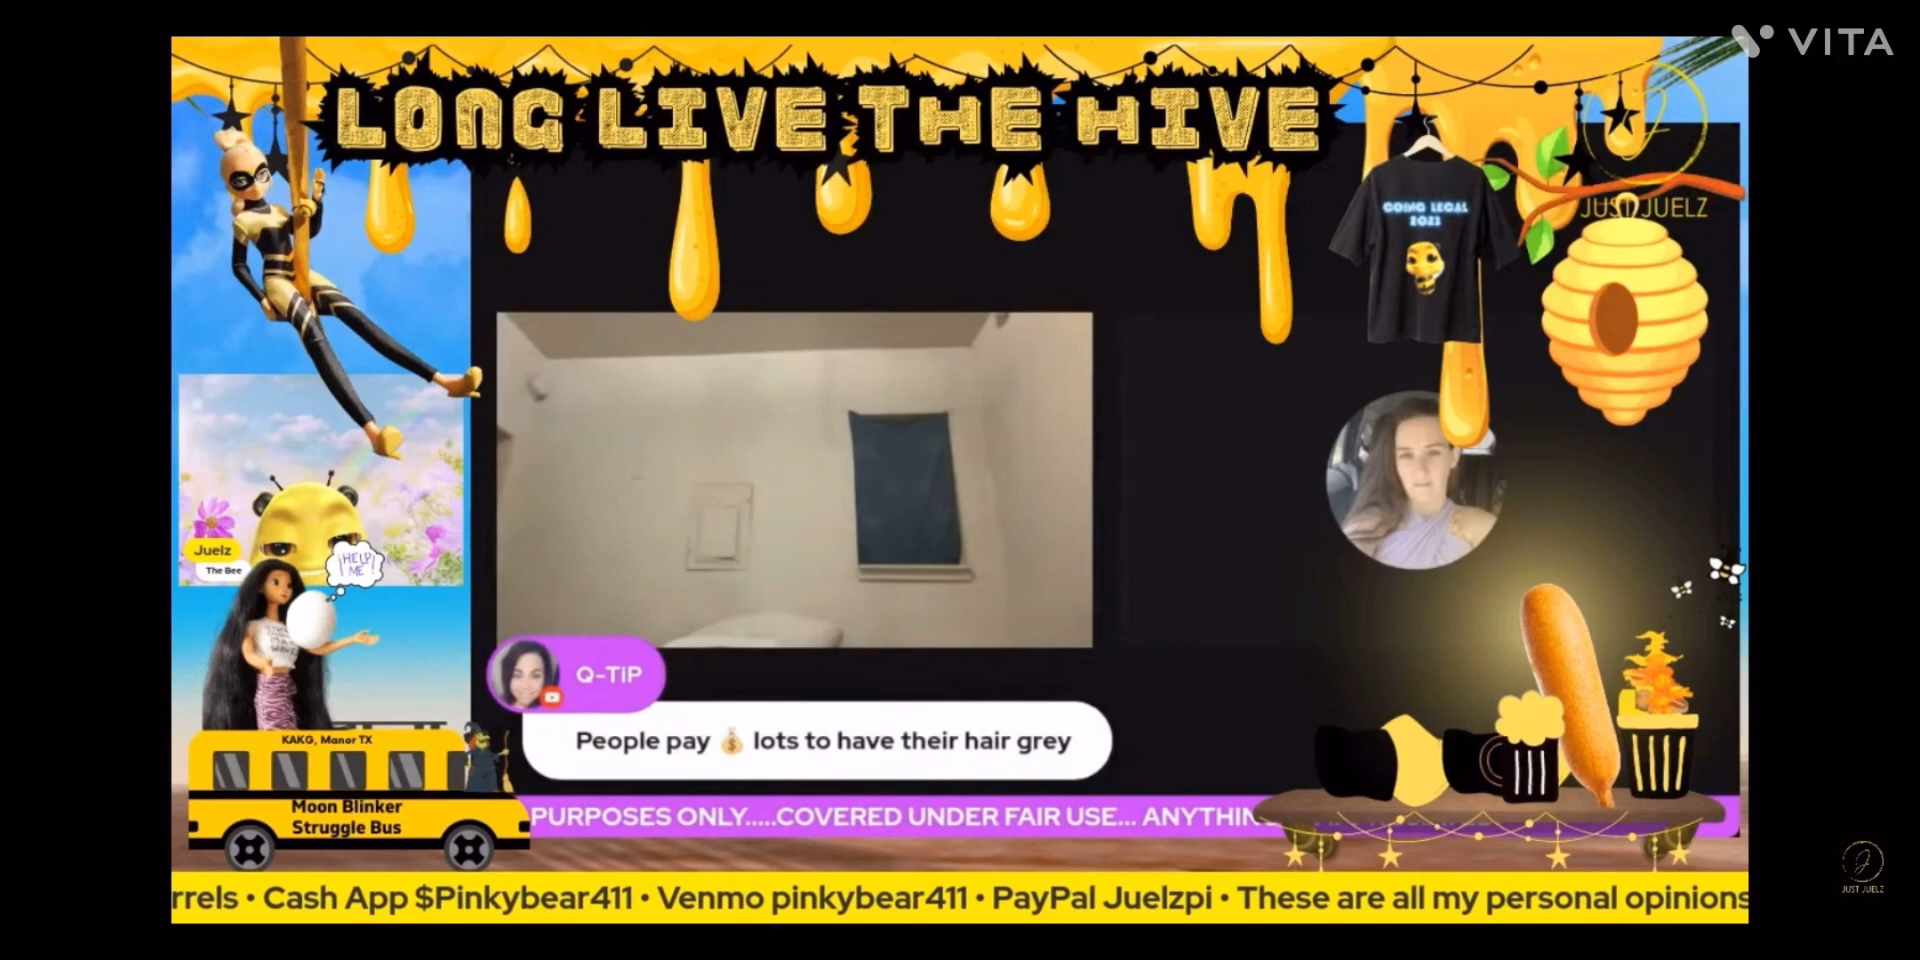 VITA
LONG LIVE THE HIVE
GOING LEGAL
2023
JUST JUELZ
Juelz
The Bee
HELP
ME!
KAKG, Manor TX
Moon Blinker
Struggle Bus
Q-TIP
People pay 💰 lots to have their hair grey
PURPOSES ONLY.....COVERED UNDER FAIR USE... ANYTHIN
rrels • Cash App $Pinkybear411 • Venmo pinkybear411 • PayPal Juelzpi • These are all my personal opinions
JUST JUELZ